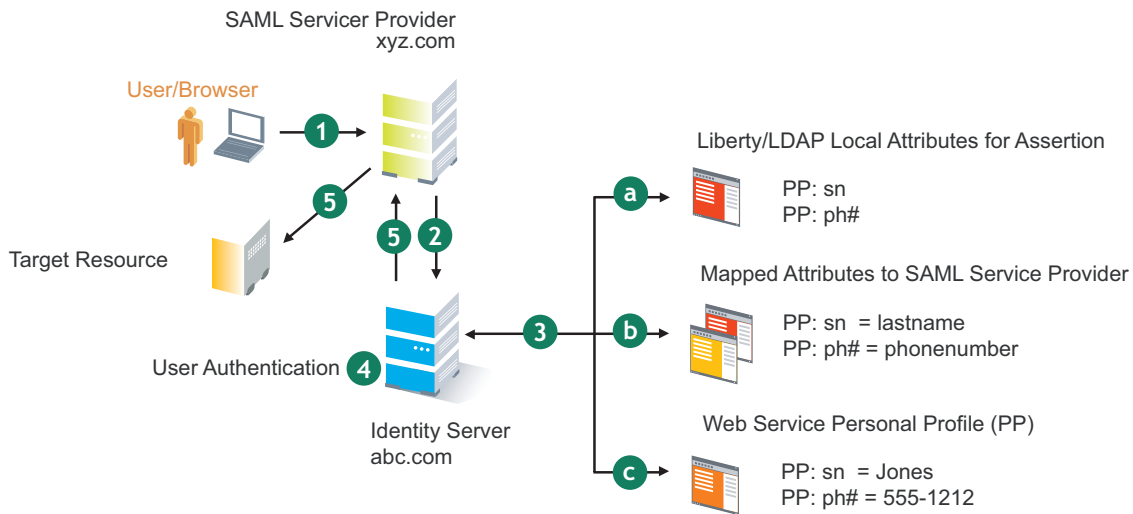 SAML Servicer Provider
xyz.com
User/Browser
1
5
Target Resource
5
2
User Authentication
4
Identity Server
abc.com
3
a
Liberty/LDAP Local Attributes for Assertion
PP: sn
PP: ph#
b
Mapped Attributes to SAML Service Provider
PP: sn = lastname
PP: ph# = phonenumber
c
Web Service Personal Profile (PP)
PP: sn = Jones
PP: ph# = 555-1212